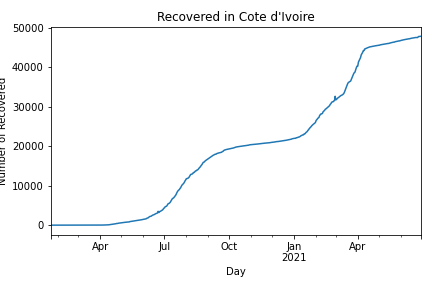 Recovered in Cote d'Ivoire
Number of Recovered
50000
40000
30000
20000
10000
0
Apr
Jul
Oct
Jan
2021
Apr
Day